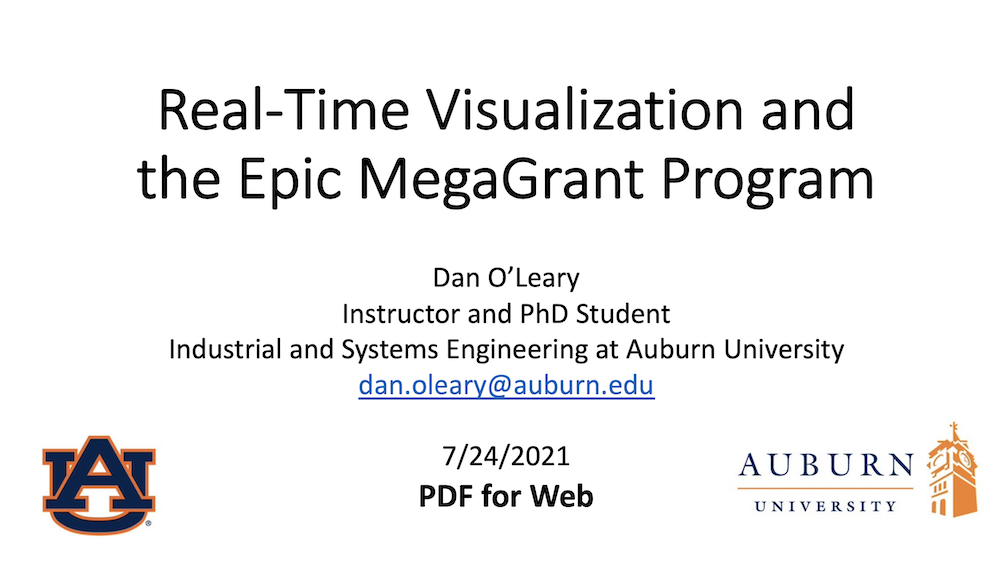 Real-Time Visualization and
the Epic MegaGrant Program
Dan O’Leary
Instructor and PhD Student
Industrial and Systems Engineering at Auburn University
dan.oleary@auburn.edu
7/24/2021
PDF for Web
AU®
AUBURN
UNIVERSITY